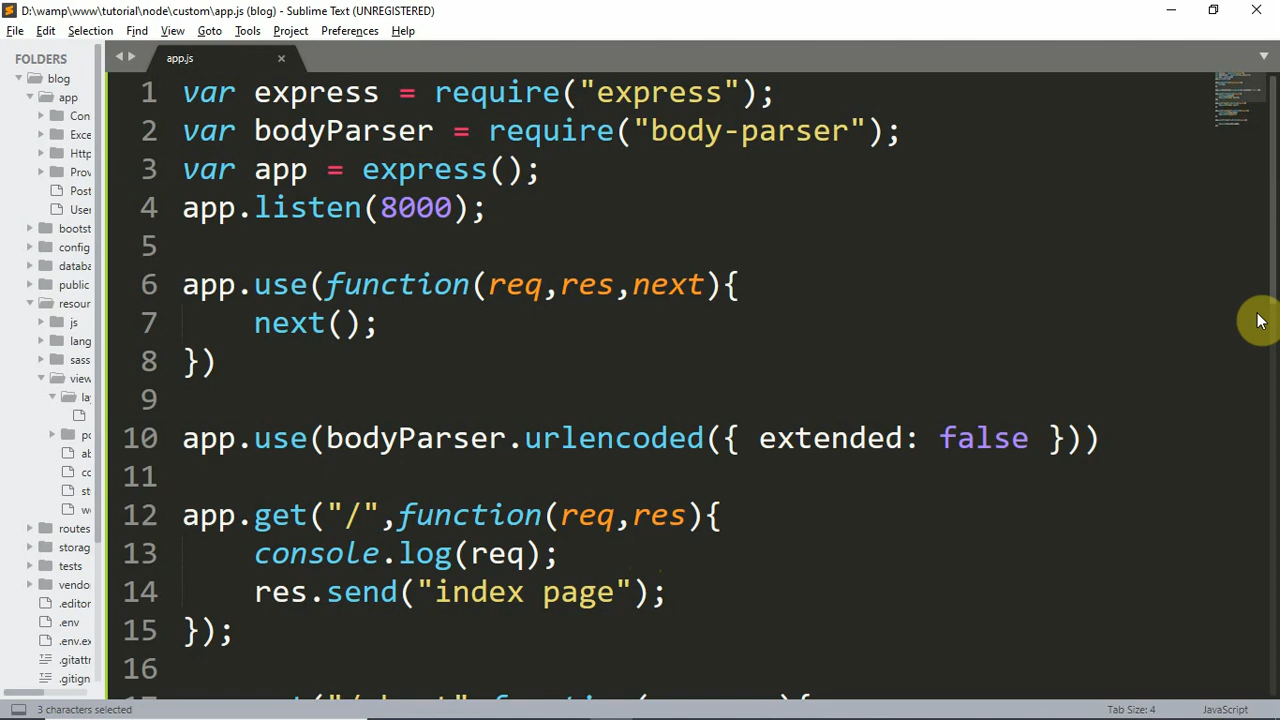 D:\wamp\www\tutorial\node\custom\app.js (blog) - Sublime Text (UNREGISTERED)
File Edit Selection Find View Goto Tools Project Preferences Help
FOLDERS
blog
app
Con
Exce
Http
Prov
Post
User
bootst
config
databa
public
resour
js
lang
sass
view
la
po
ab
co
st
we
routes
storag
tests
vendo
.editor
.env
.env.ex
.gitattr
.gitign
app.js
1 var express = require("express");
2 var bodyParser = require("body-parser");
3 var app = express();
4 app.listen(8000);
5
6 app.use(function(req,res,next){
7 next();
8 })
9
10 app.use(bodyParser.urlencoded({ extended: false }))
11
12 app.get("/",function(req,res){
13 console.log(req);
14 res.send("index page");
15 });
16
3 characters selected
Tab Size: 4
JavaScript